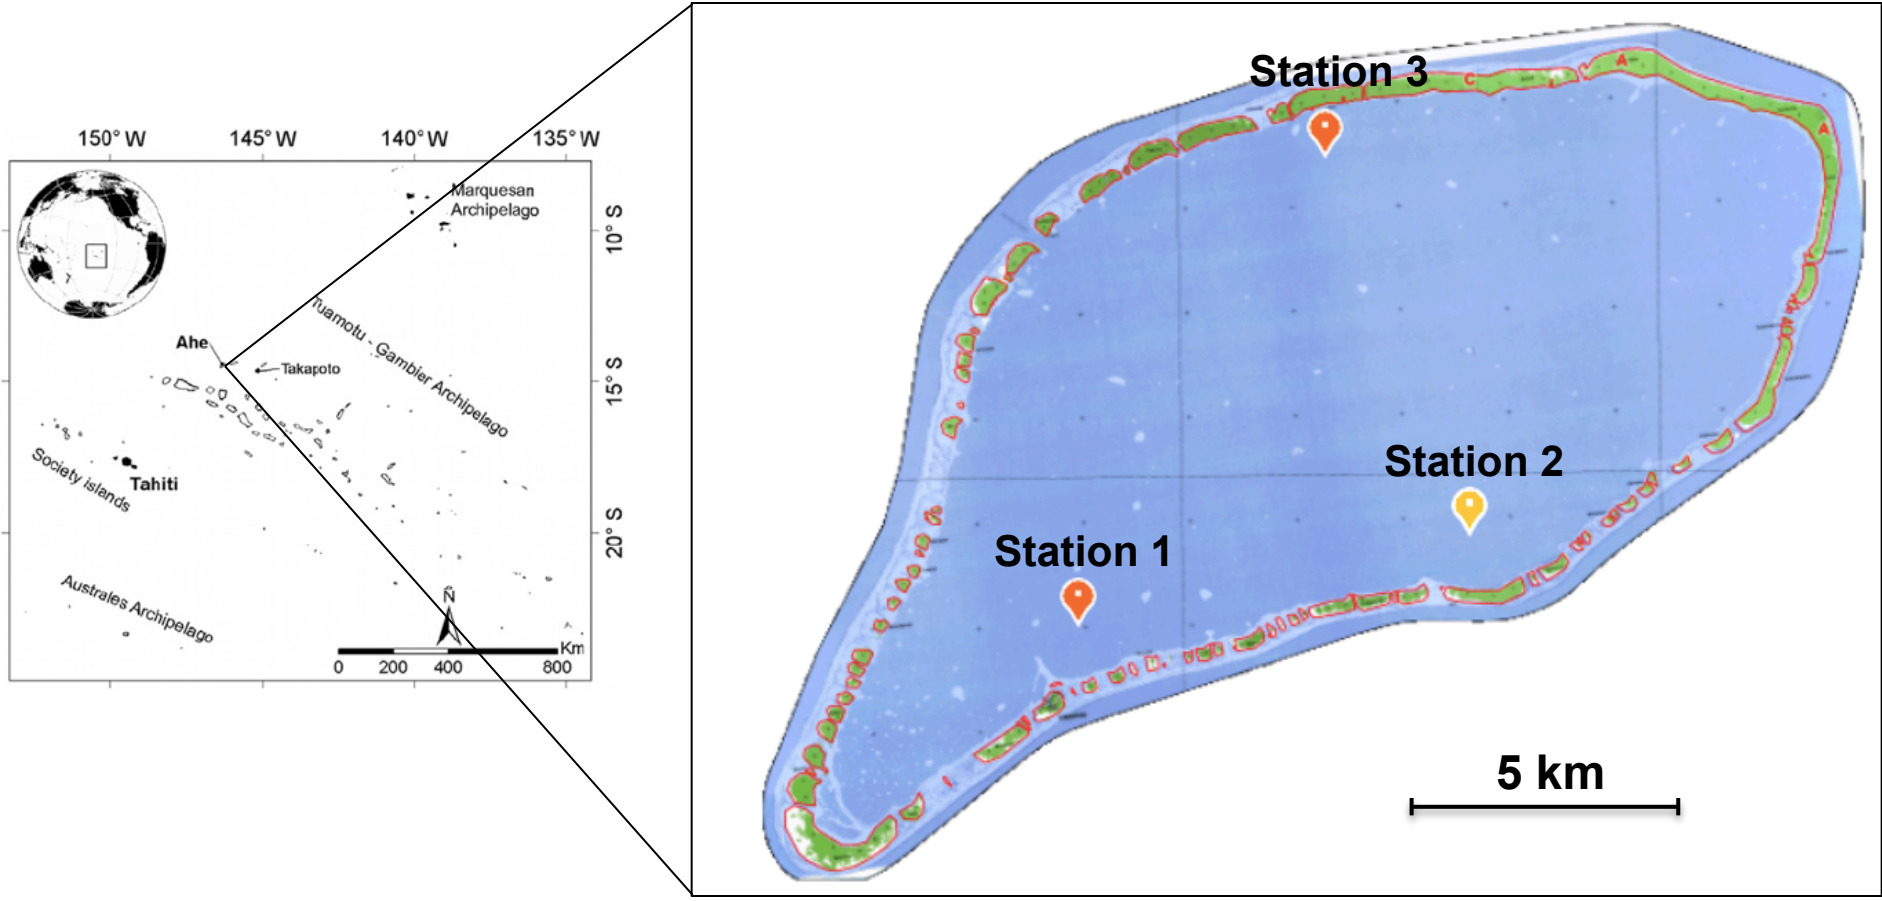 150° W 145° W 140° W 135° W
Marquesan
Archipelago
10° S
Tuamotu - Gambier Archipelago
Ahe
Takapoto
15° S
Society islands
Tahiti
20° S
Australes Archipelago
N
Km
0 200 400 800
Station 3
C
A
A
Station 2
Station 1
5 km